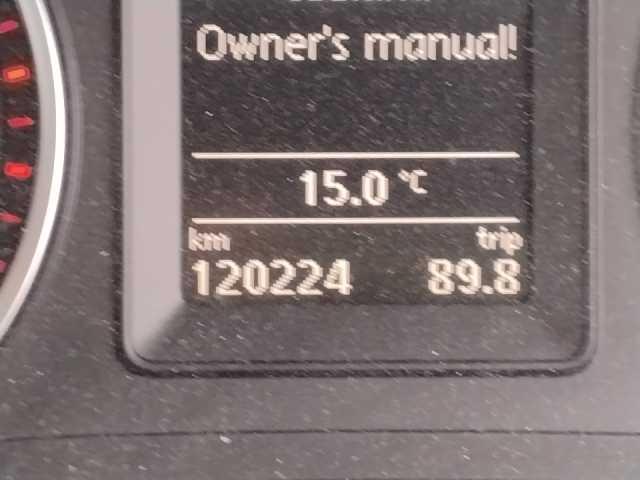 Owner's manual!
15.0 °C
km trip
120224 89.8